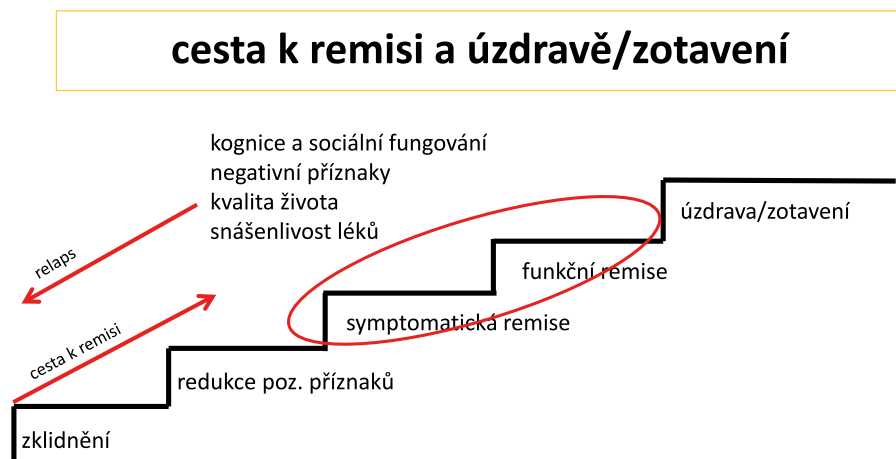 cesta k remisi a úzdravě/zotavení
kognice a sociální fungování
negativní příznaky
kvalita života
snášenlivost léků
relaps
cesta k remisi
úzdrava/zotavení
funkční remise
symptomatická remise
redukce poz. příznaků
zklidnění